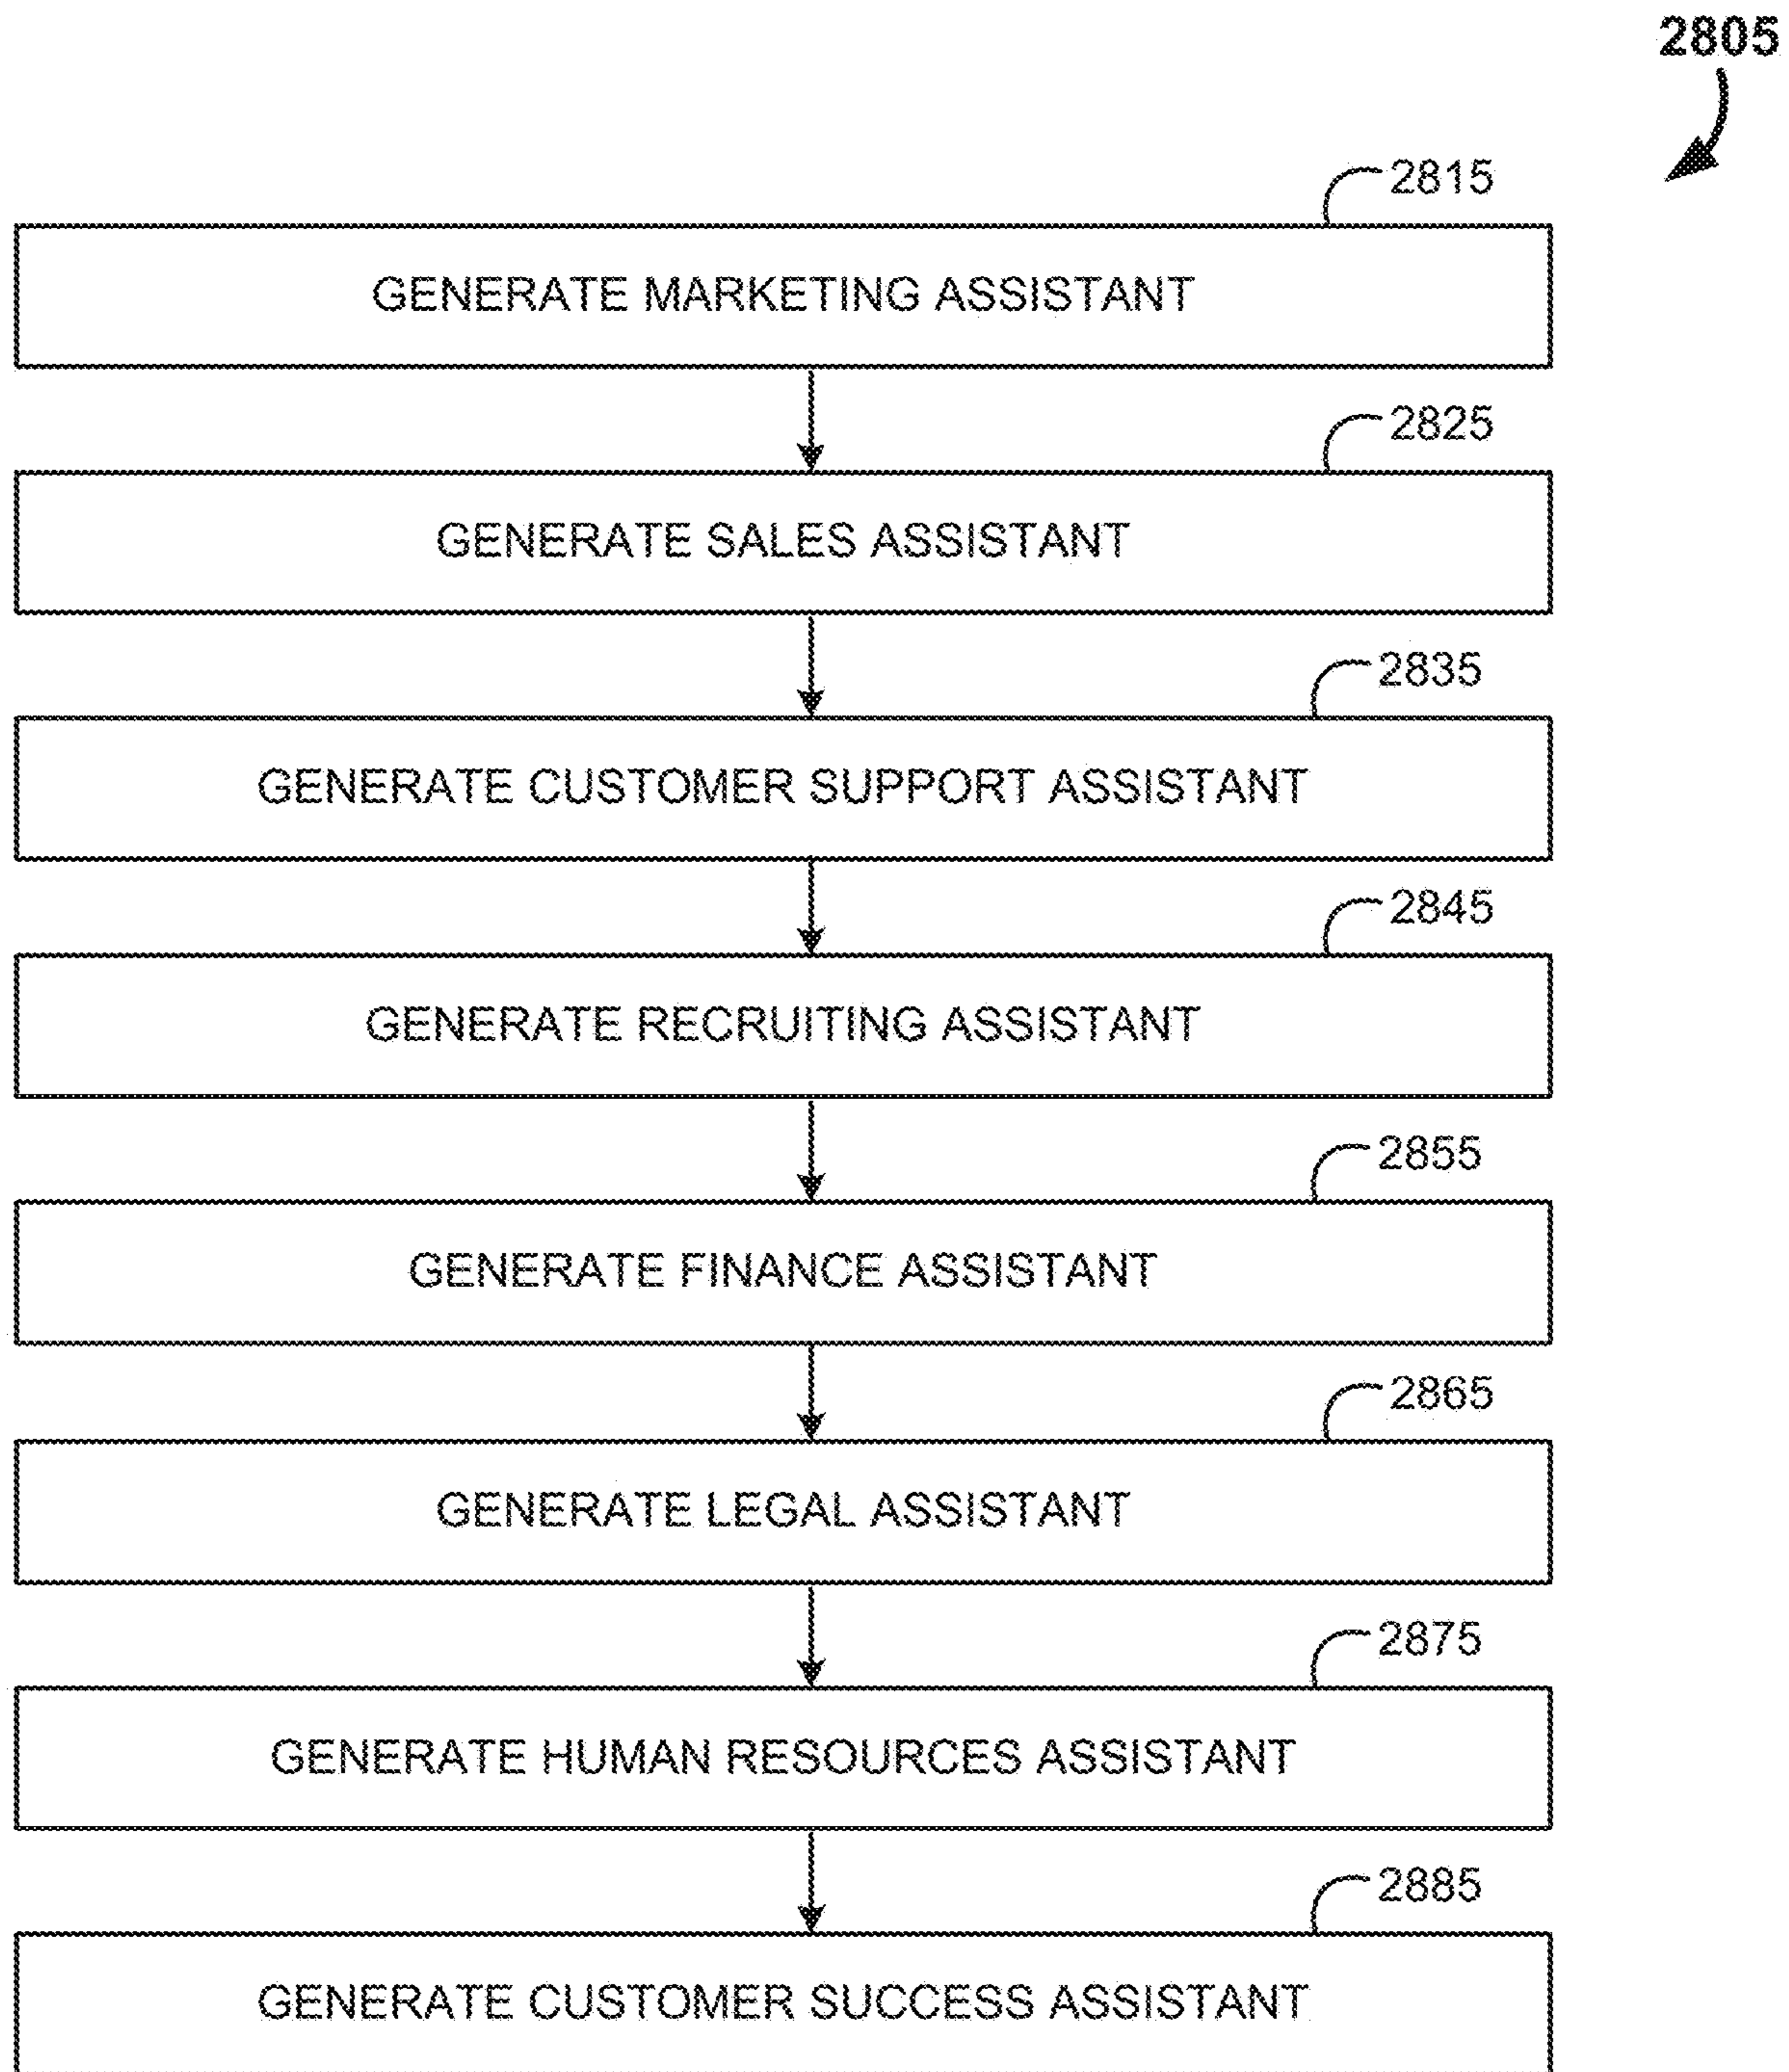 2805
2815
GENERATE MARKETING ASSISTANT
2825
GENERATE SALES ASSISTANT
2835
GENERATE CUSTOMER SUPPORT ASSISTANT
2845
GENERATE RECRUITING ASSISTANT
2855
GENERATE FINANCE ASSISTANT
2865
GENERATE LEGAL ASSISTANT
2875
GENERATE HUMAN RESOURCES ASSISTANT
2885
GENERATE CUSTOMER SUCCESS ASSISTANT